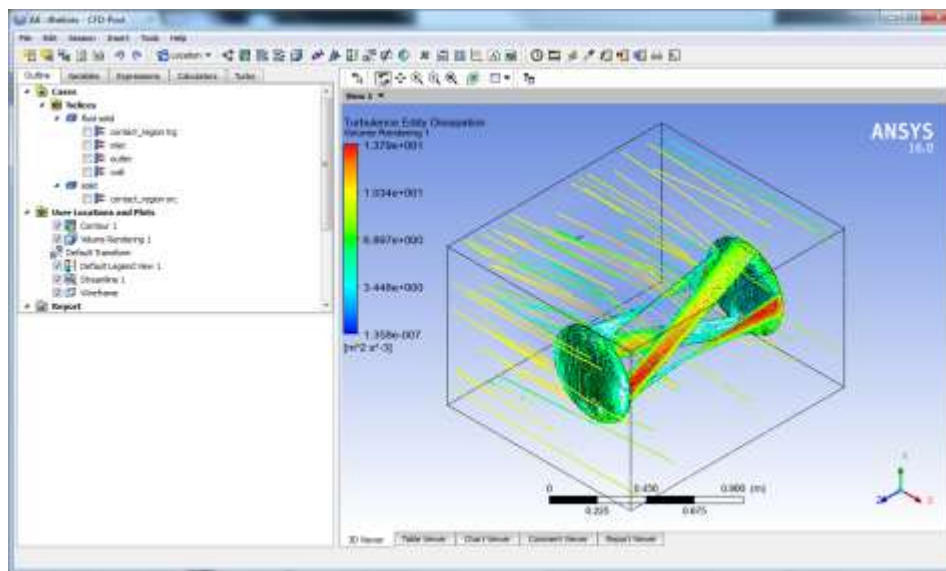 CFD-Post
File Edit Session Insert Tools Help
Location
Outline Variables Expressions Calculators Turbo
Cases
fluid solid
contact_region trg
inlet
outlet
wall
solid
contact_region src
User Locations and Plots
Contour 1
Volume Rendering 1
Default Transform
Default Legend View 1
Streamline 1
Wireframe
Report
View 1
Turbulence Eddy Dissipation
Volume Rendering 1
1.379e+001
1.034e+001
6.897e+000
3.448e+000
1.358e-007
[m^2 s^-3]
ANSYS
16.0
0 0.450 0.900 (m)
0.225 0.675
3D Viewer Table Viewer Chart Viewer Comment Viewer Report Viewer